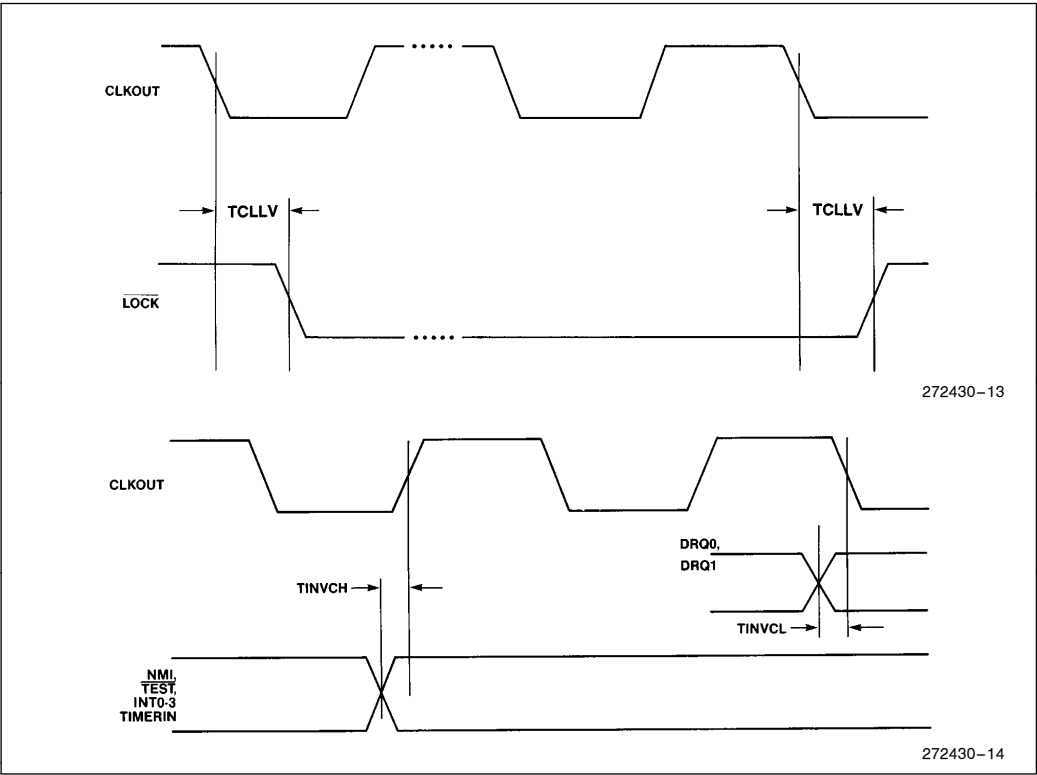 CLKOUT
TCLLV
TCLLV
LOCK
272430–13
CLKOUT
DRQ0,
DRQ1
TINVCH
TINVCL
NMI,
TEST,
INT0-3
TIMERIN
272430–14